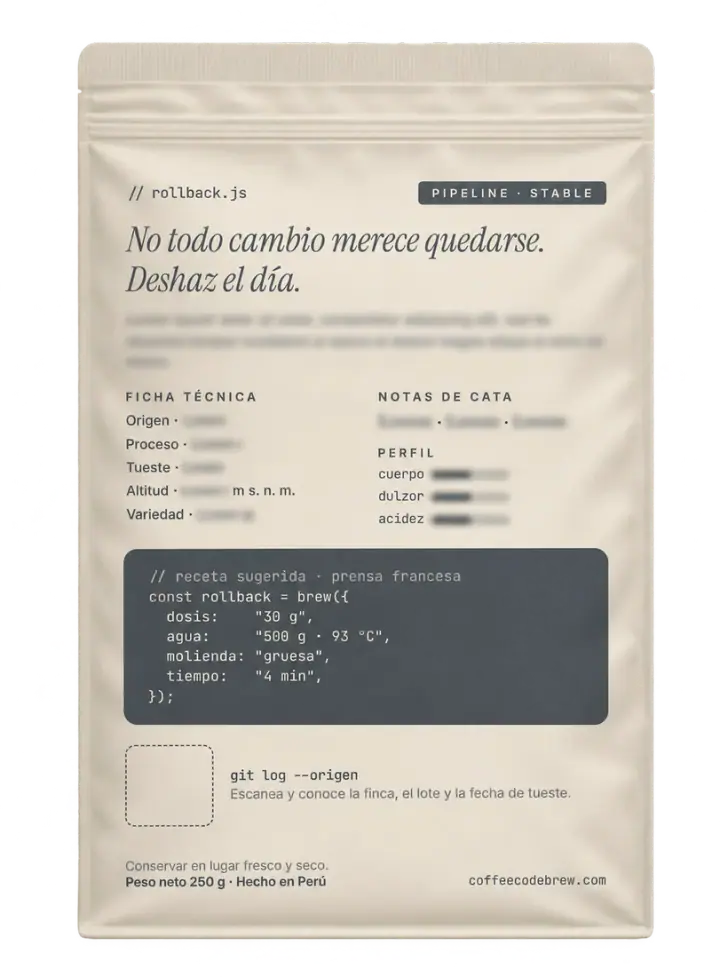 // rollback.js
PIPELINE · STABLE
No todo cambio merece quedarse.
Deshaz el día.
FICHA TÉCNICA
Origen ·
Proceso ·
Tueste ·
Altitud · m s. n. m.
Variedad ·
NOTAS DE CATA
· ·
PERFIL
cuerpo
dulzor
acidez
// receta sugerida · prensa francesa
const rollback = brew({
  dosis:    "30 g",
  agua:     "500 g · 93 °C",
  molienda: "gruesa",
  tiempo:   "4 min",
});
git log --origen
Escanea y conoce la finca, el lote y la fecha de tueste.
Conservar en lugar fresco y seco.
Peso neto 250 g · Hecho en Perú
coffeecodebrew.com